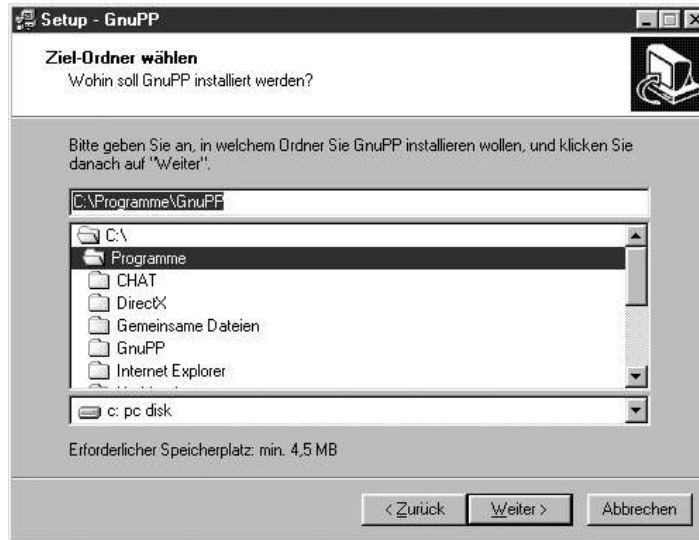 Setup - GnuPP
Ziel-Ordner wählen
Wohin soll GnuPP installiert werden?
Bitte geben Sie an, in welchem Ordner Sie GnuPP installieren wollen, und klicken Sie
danach auf "Weiter".
C:\Programme\GnuPP
C:\
Programme
CHAT
DirectX
Gemeinsame Dateien
GnuPP
Internet Explorer
c: pc disk
Erforderlicher Speicherplatz: min. 4,5 MB
< Zurück
Weiter >
Abbrechen